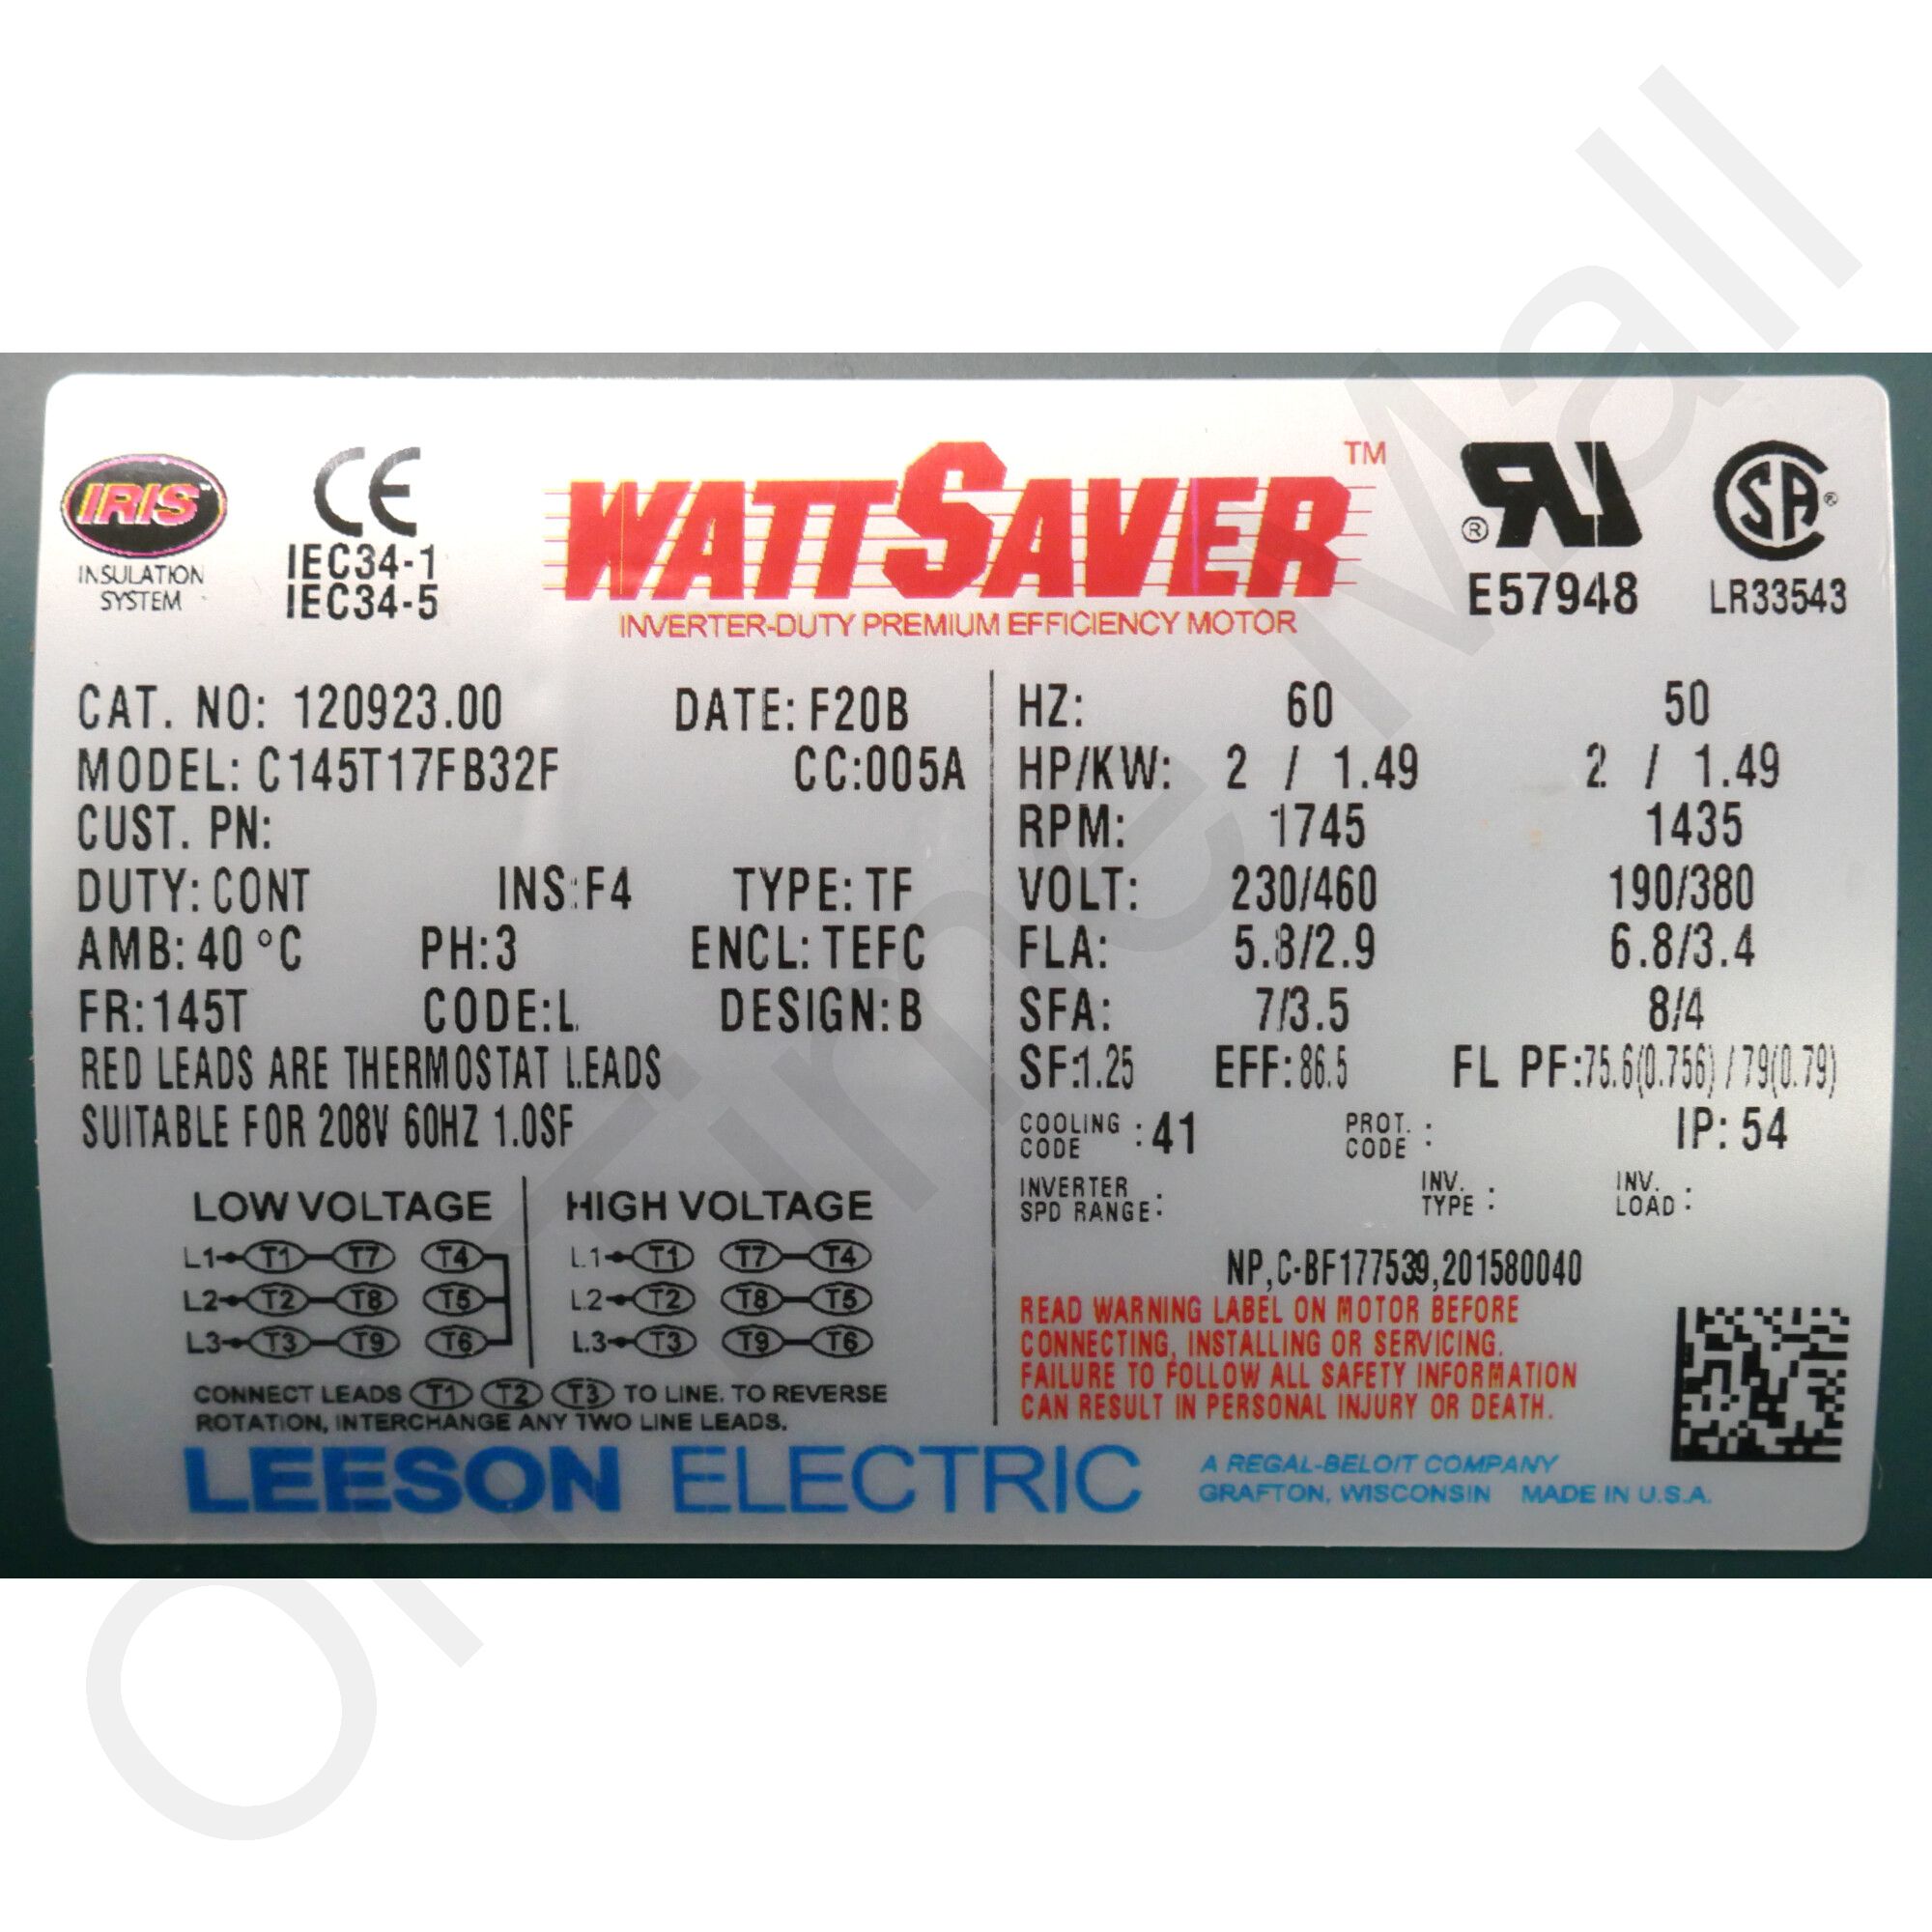 IRIS™
INSULATION
SYSTEM
CE
IEC34-1
IEC34-5
WATTSAVER™
INVERTER-DUTY PREMIUM EFFICIENCY MOTOR
®
E57948
SA®
LR33543
CAT. NO: 120923.00 DATE: F20B
MODEL: C145T17FB32F CC:005A
CUST. PN:
DUTY: CONT INS:F4 TYPE: TF
AMB: 40 °C PH:3 ENCL: TEFC
FR:145T CODE:L DESIGN: B
RED LEADS ARE THERMOSTAT LEADS
SUITABLE FOR 208V 60HZ 1.0SF
LOW VOLTAGE
L1 T1 T7 T4
L2 T2 T8 T5
L3 T3 T9 T6
HIGH VOLTAGE
L1 T1 T7 T4
L2 T2 T8 T5
L3 T3 T9 T6
CONNECT LEADS T1 T2 T3 TO LINE. TO REVERSE
ROTATION, INTERCHANGE ANY TWO LINE LEADS.
HZ: 60 50
HP/KW: 2 / 1.49 2 / 1.49
RPM: 1745 1435
VOLT: 230/460 190/380
FLA: 5.8/2.9 6.8/3.4
SFA: 7/3.5 8/4
SF:1.25 EFF: 86.5 FL PF:75.6(0.756) / 79(0.79)
COOLING CODE :41 PROT. CODE : IP: 54
INVERTER SPD RANGE: INV. TYPE : INV. LOAD :
NP,C-BF177539,201580040
READ WARNING LABEL ON MOTOR BEFORE
CONNECTING, INSTALLING OR SERVICING.
FAILURE TO FOLLOW ALL SAFETY INFORMATION
CAN RESULT IN PERSONAL INJURY OR DEATH.
LEESON ELECTRIC
A REGAL-BELOIT COMPANY
GRAFTON, WISCONSIN MADE IN U.S.A.
On Time Mall